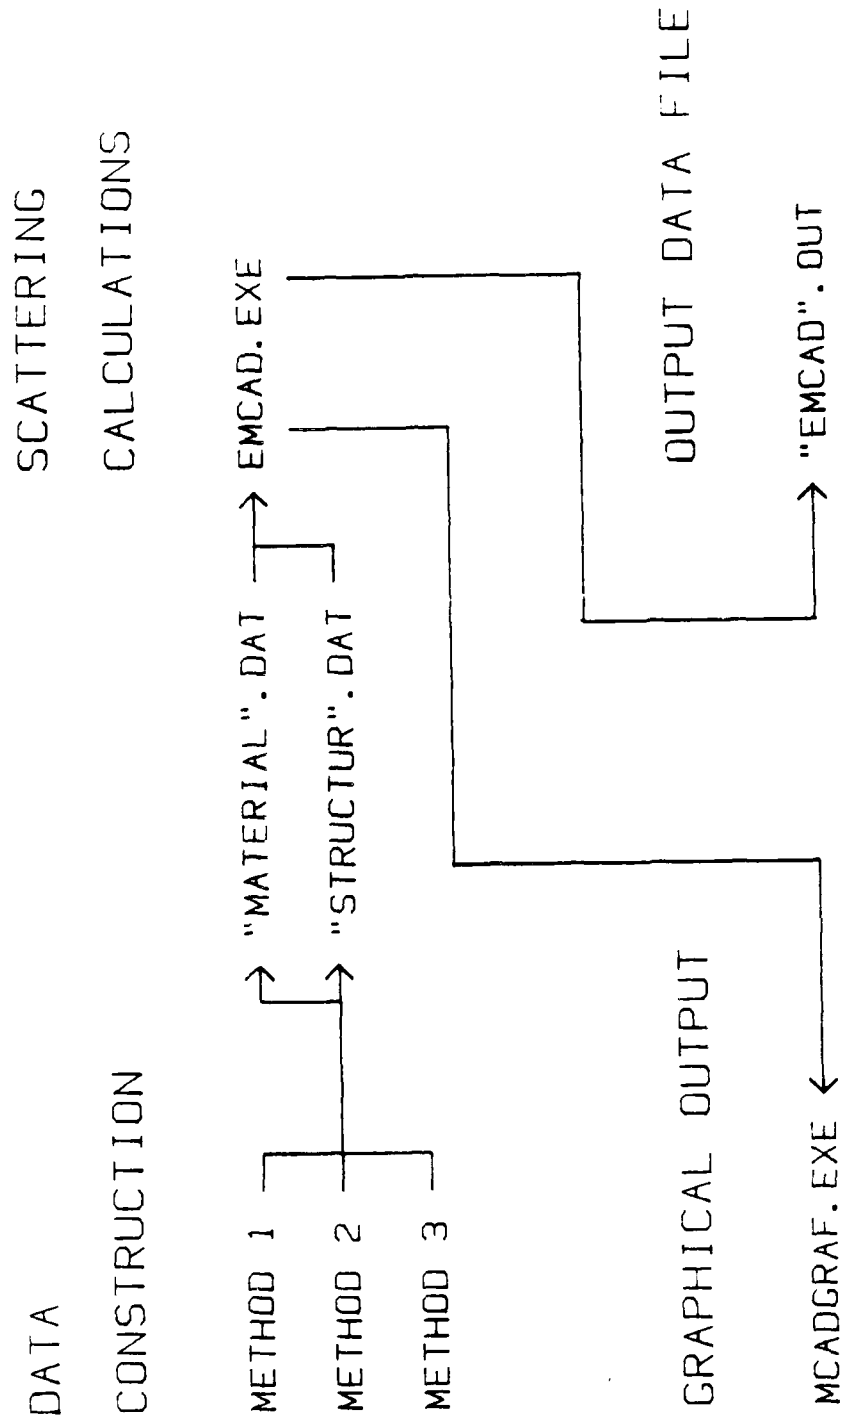 DATA
CONSTRUCTION
SCATTERING
CALCULATIONS
METHOD 1
METHOD 2
METHOD 3
"MATERIAL".DAT
"STRUCTUR".DAT
EMCAD.EXE
GRAPHICAL OUTPUT
MCADGRAF.EXE
OUTPUT DATA FILE
"EMCAD".OUT